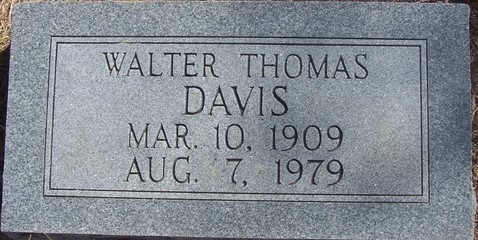 WALTER THOMAS
DAVIS
MAR. 10, 1909
AUG. 7, 1979